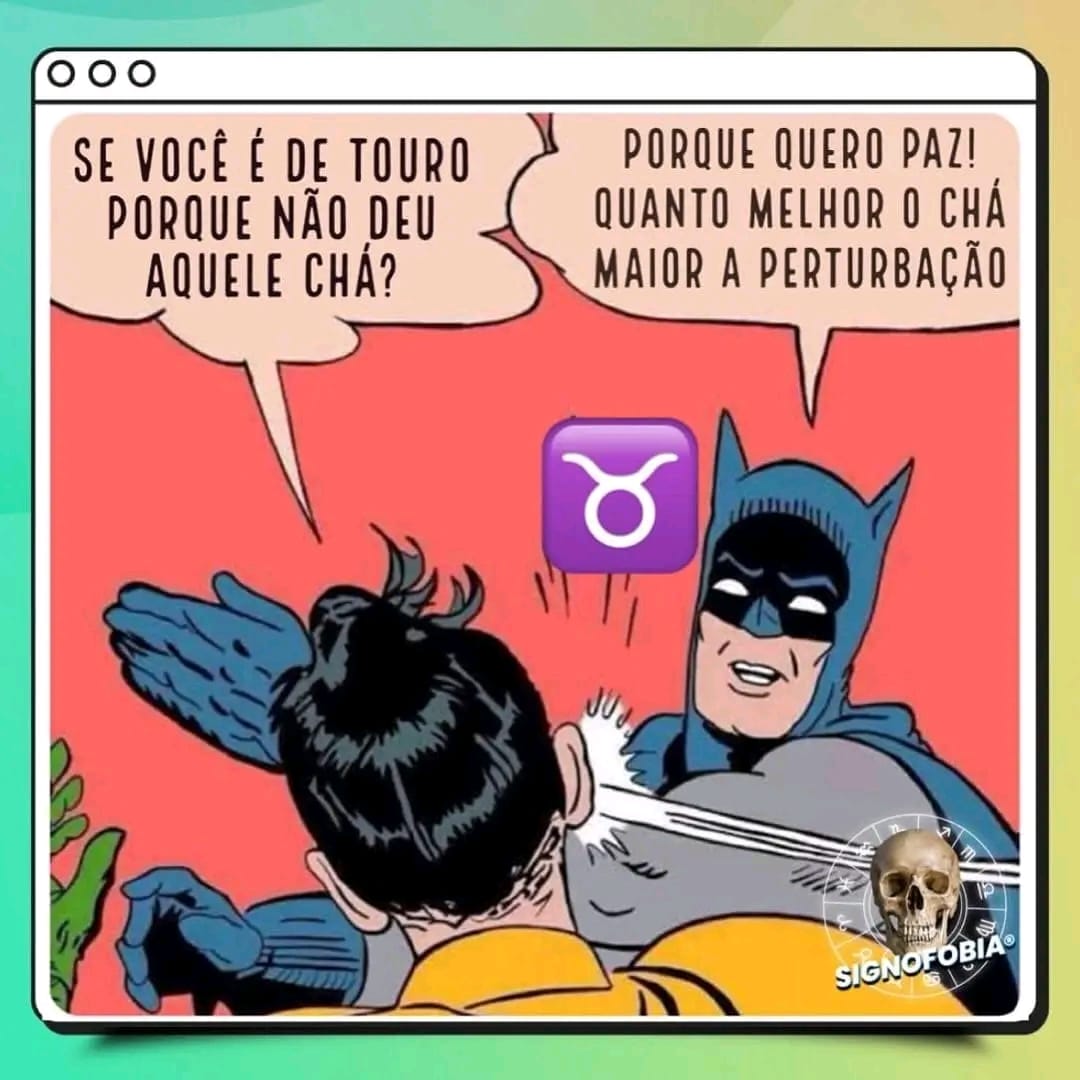 SE VOCÊ É DE TOURO
PORQUE NÃO DEU
AQUELE CHÁ?
PORQUE QUERO PAZ!
QUANTO MELHOR O CHÁ
MAIOR A PERTURBAÇÃO
SIGNOFOBIA®